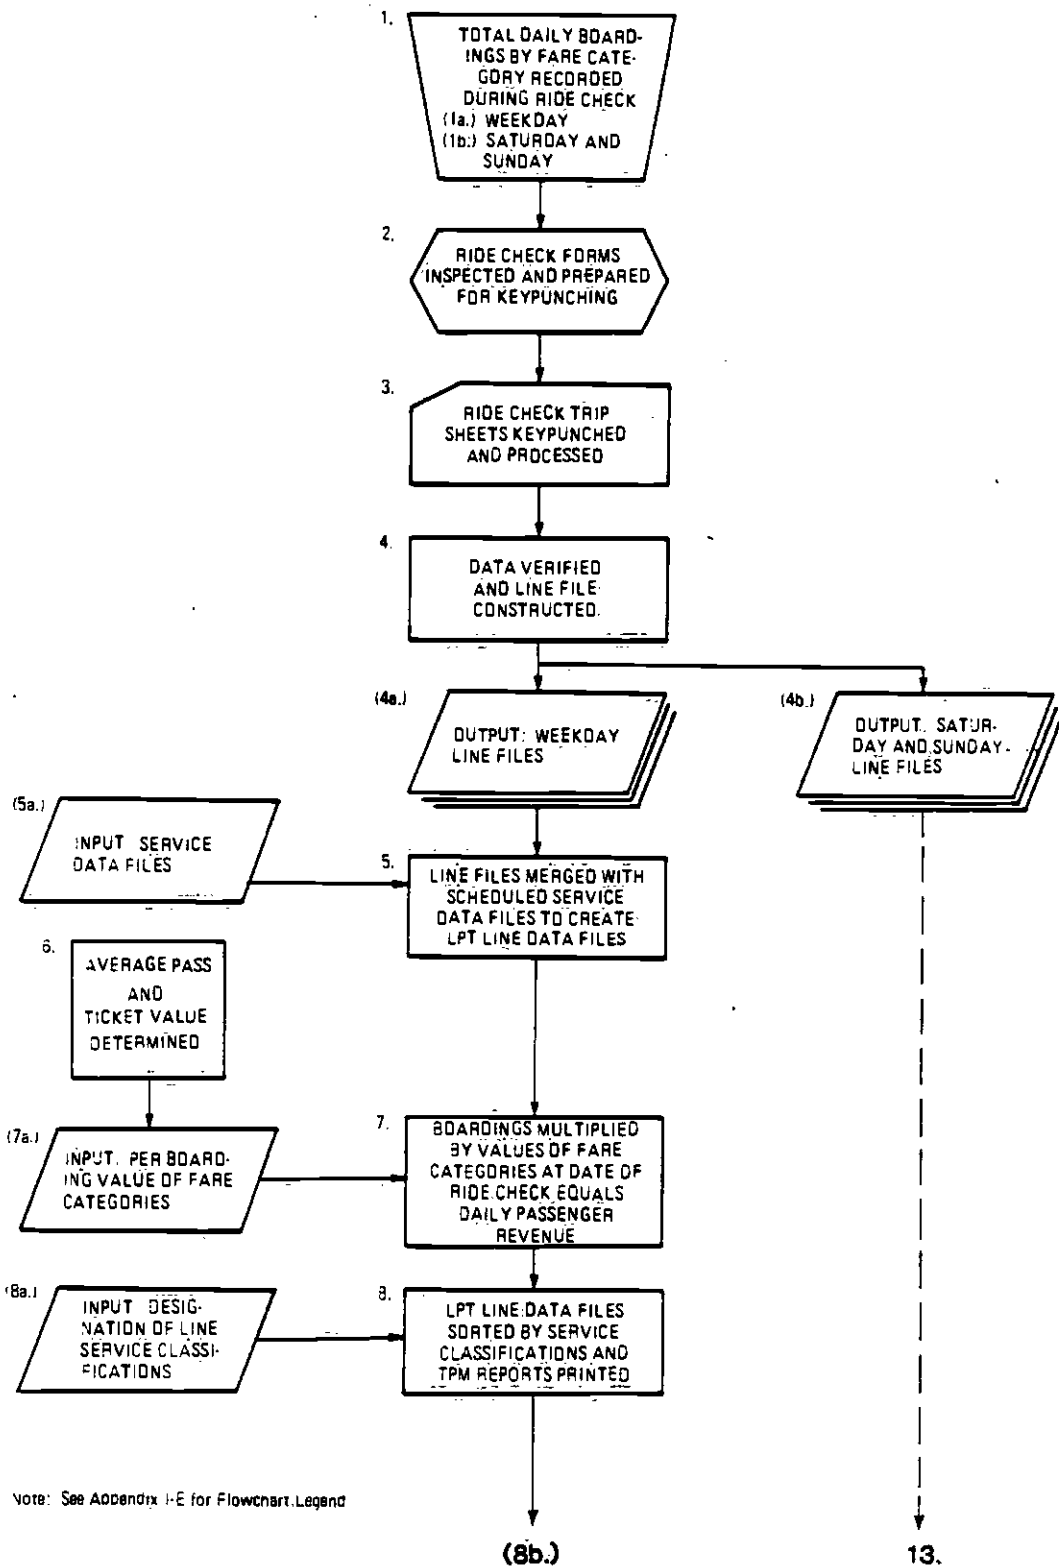 1.
TOTAL DAILY BOARD-
INGS BY FARE CATE-
GORY RECORDED
DURING RIDE CHECK
(1a.) WEEKDAY
(1b.) SATURDAY AND
SUNDAY
2.
RIDE CHECK FORMS
INSPECTED AND PREPARED
FOR KEYPUNCHING
3.
RIDE CHECK TRIP
SHEETS KEYPUNCHED
AND PROCESSED
4.
DATA VERIFIED
AND LINE FILE
CONSTRUCTED.
(4a.)
OUTPUT: WEEKDAY
LINE FILES
(4b.)
OUTPUT: SATUR-
DAY AND SUNDAY
LINE FILES
(5a.)
INPUT SERVICE
DATA FILES
5.
LINE FILES MERGED WITH
SCHEDULED SERVICE
DATA FILES TO CREATE
LPT LINE DATA FILES
6.
AVERAGE PASS
AND
TICKET VALUE
DETERMINED
(7a.)
INPUT: PER BOARD-
ING VALUE OF FARE
CATEGORIES
7.
BOARDINGS MULTIPLIED
BY VALUES OF FARE
CATEGORIES AT DATE OF
RIDE CHECK EQUALS
DAILY PASSENGER
REVENUE
(8a.)
INPUT DESIG-
NATION OF LINE
SERVICE CLASSI-
FICATIONS
8.
LPT LINE DATA FILES
SORTED BY SERVICE
CLASSIFICATIONS AND
TPM REPORTS PRINTED
Note: See Appendix I-E for Flowchart Legend
(8b.)
13.